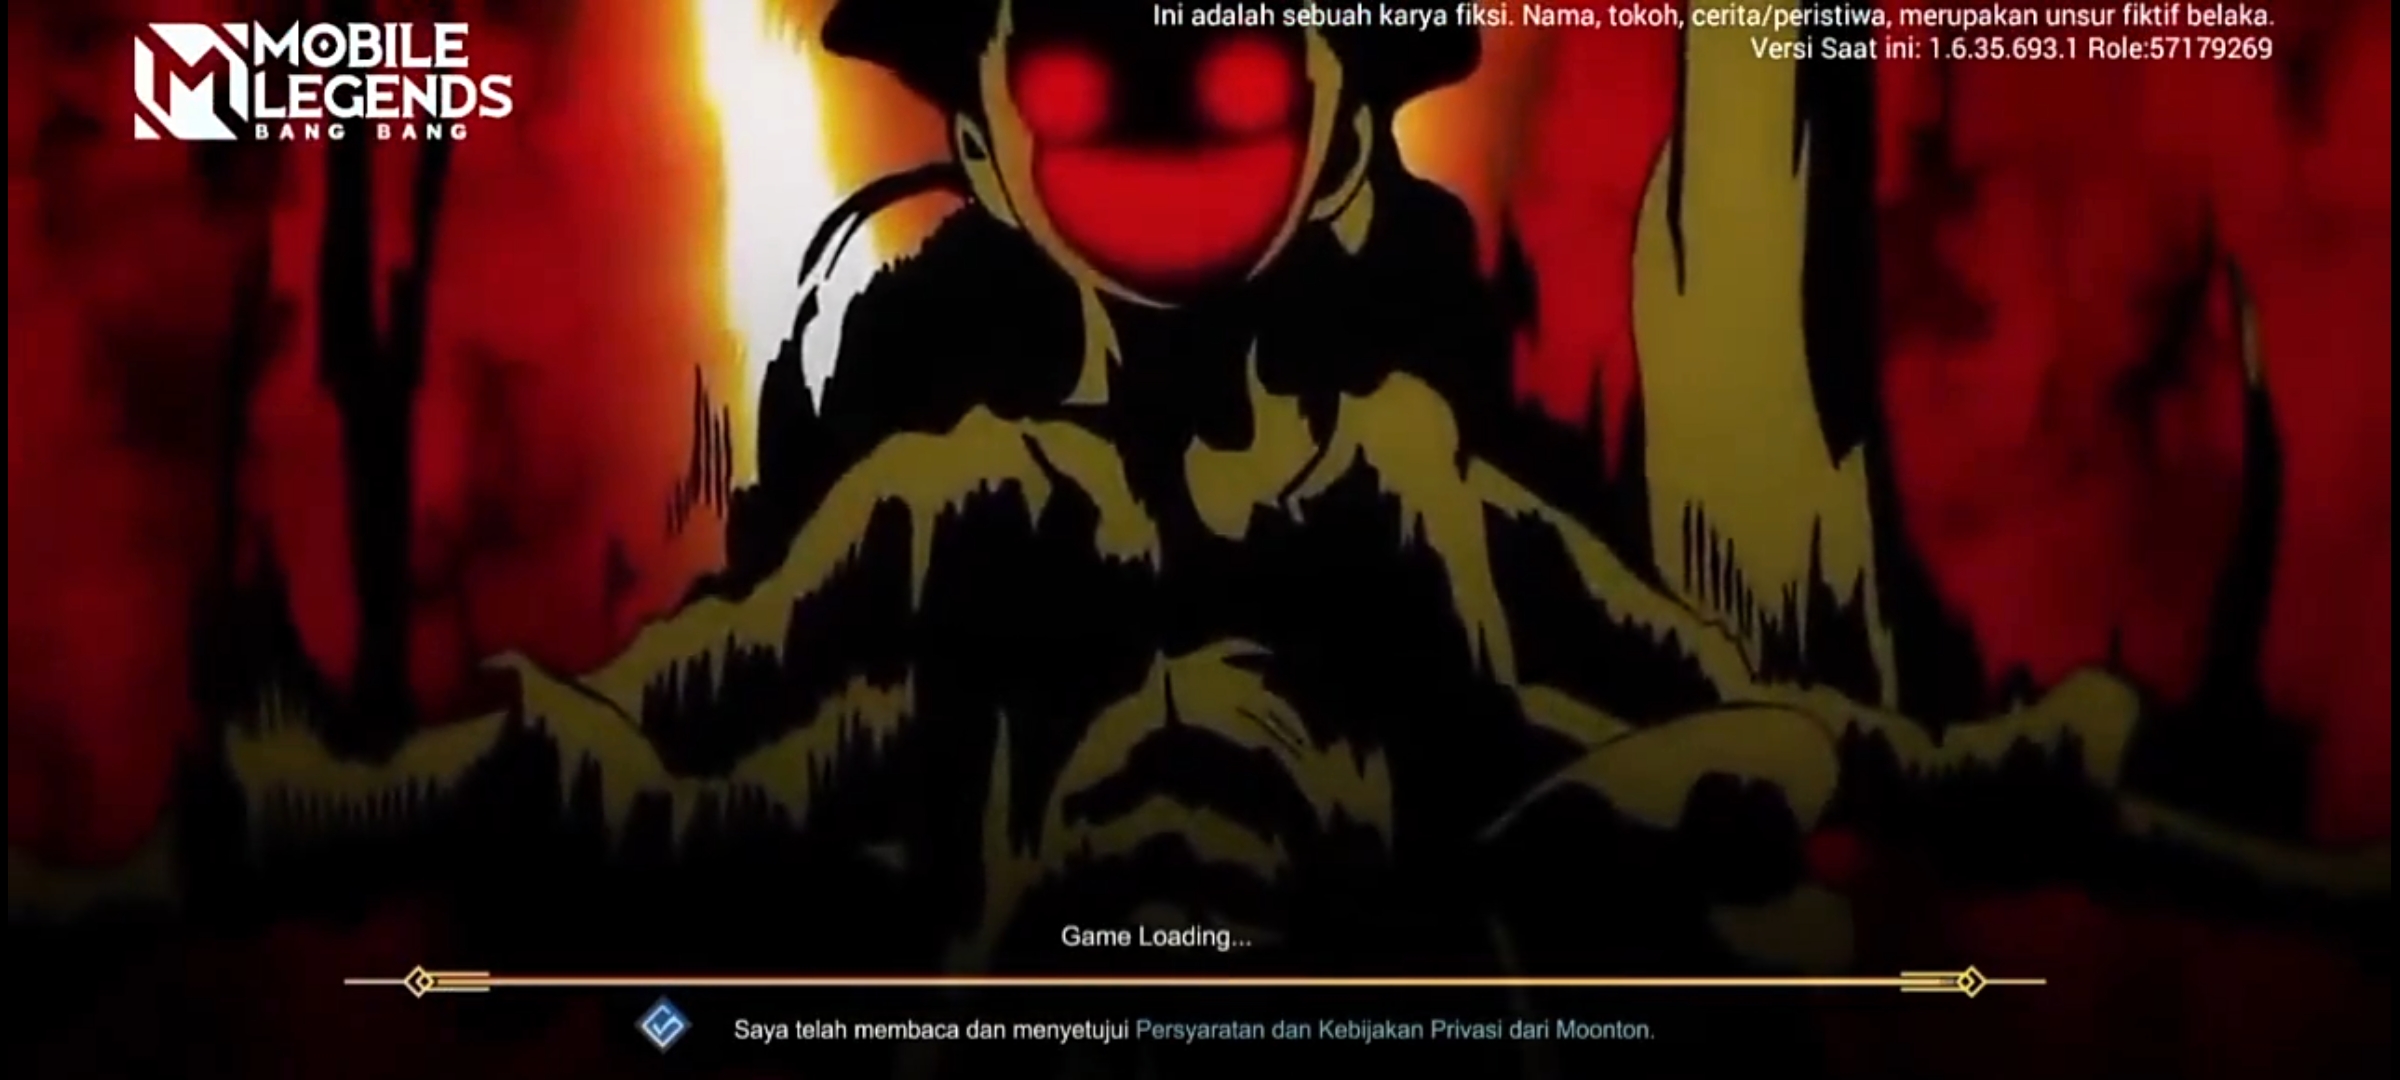 MOBILE
LEGENDS
BANG BANG
Ini adalah sebuah karya fiksi. Nama, tokoh, cerita/peristiwa, merupakan unsur fiktif belaka.
Versi Saat ini: 1.6.35.693.1 Role:57179269
Game Loading...
Saya telah membaca dan menyetujui Persyaratan dan Kebijakan Privasi dari Moonton.